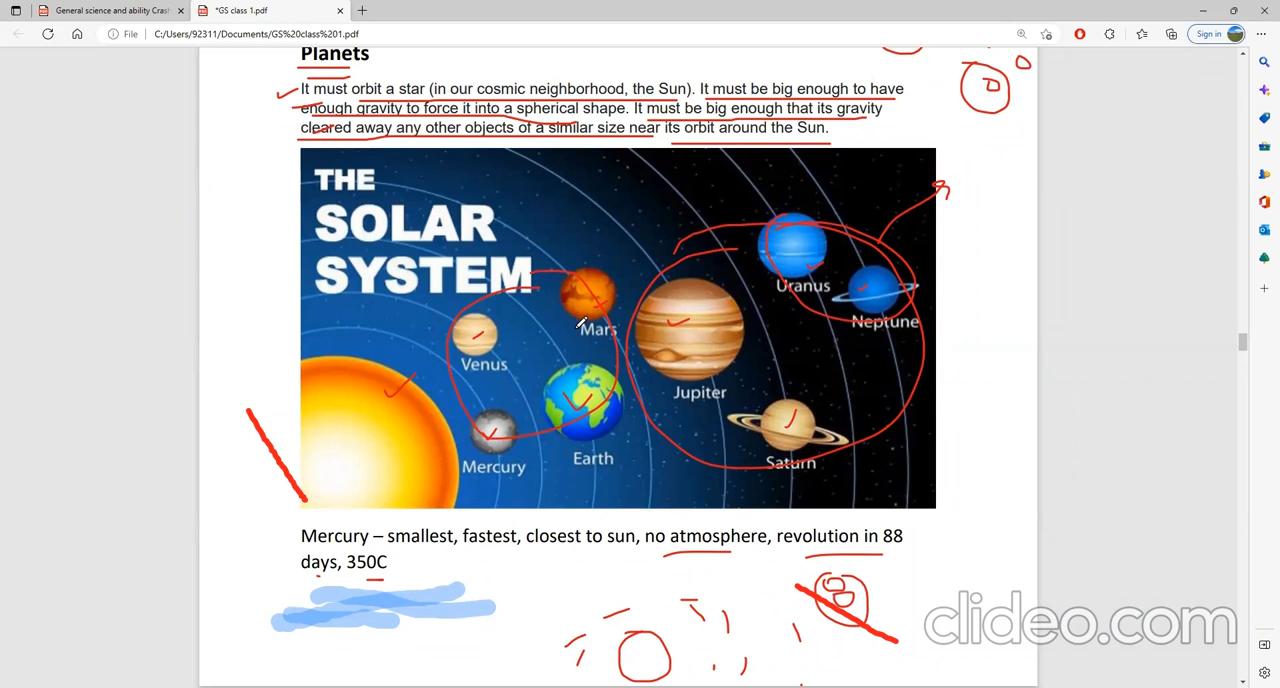 General science and ability Crash
*GS class 1.pdf
File
C:/Users/92311/Documents/GS%20class%201.pdf
Sign in
Planets
It must orbit a star (in our cosmic neighborhood, the Sun). It must be big enough to have
enough gravity to force it into a spherical shape. It must be big enough that its gravity
cleared away any other objects of a similar size near its orbit around the Sun.
THE
SOLAR
SYSTEM
Uranus
Neptune
Mars
Venus
Jupiter
Earth
Saturn
Mercury
Mercury – smallest, fastest, closest to sun, no atmosphere, revolution in 88
days, 350C
clideo.com